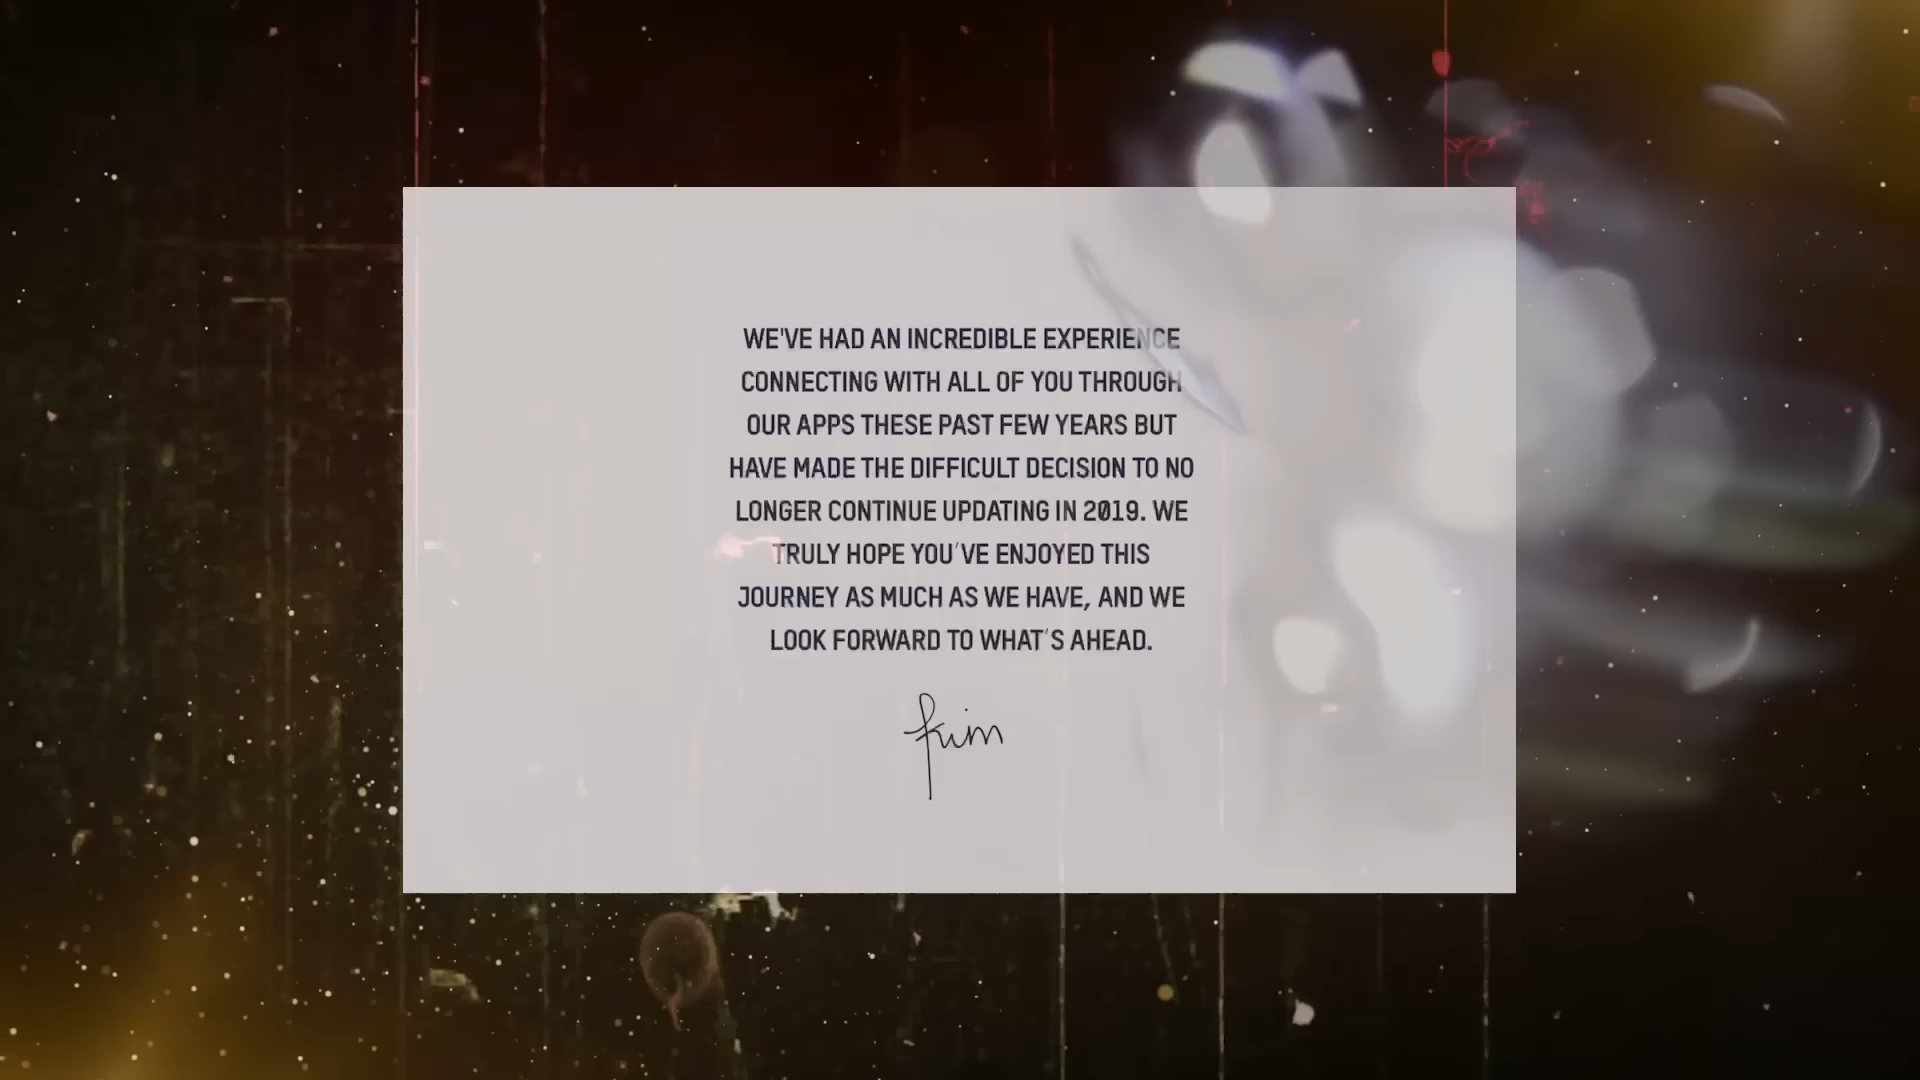 WE'VE HAD AN INCREDIBLE EXPERIENCE
CONNECTING WITH ALL OF YOU THROUGH
OUR APPS THESE PAST FEW YEARS BUT
HAVE MADE THE DIFFICULT DECISION TO NO
LONGER CONTINUE UPDATING IN 2019. WE
TRULY HOPE YOU'VE ENJOYED THIS
JOURNEY AS MUCH AS WE HAVE, AND WE
LOOK FORWARD TO WHAT'S AHEAD.
kim